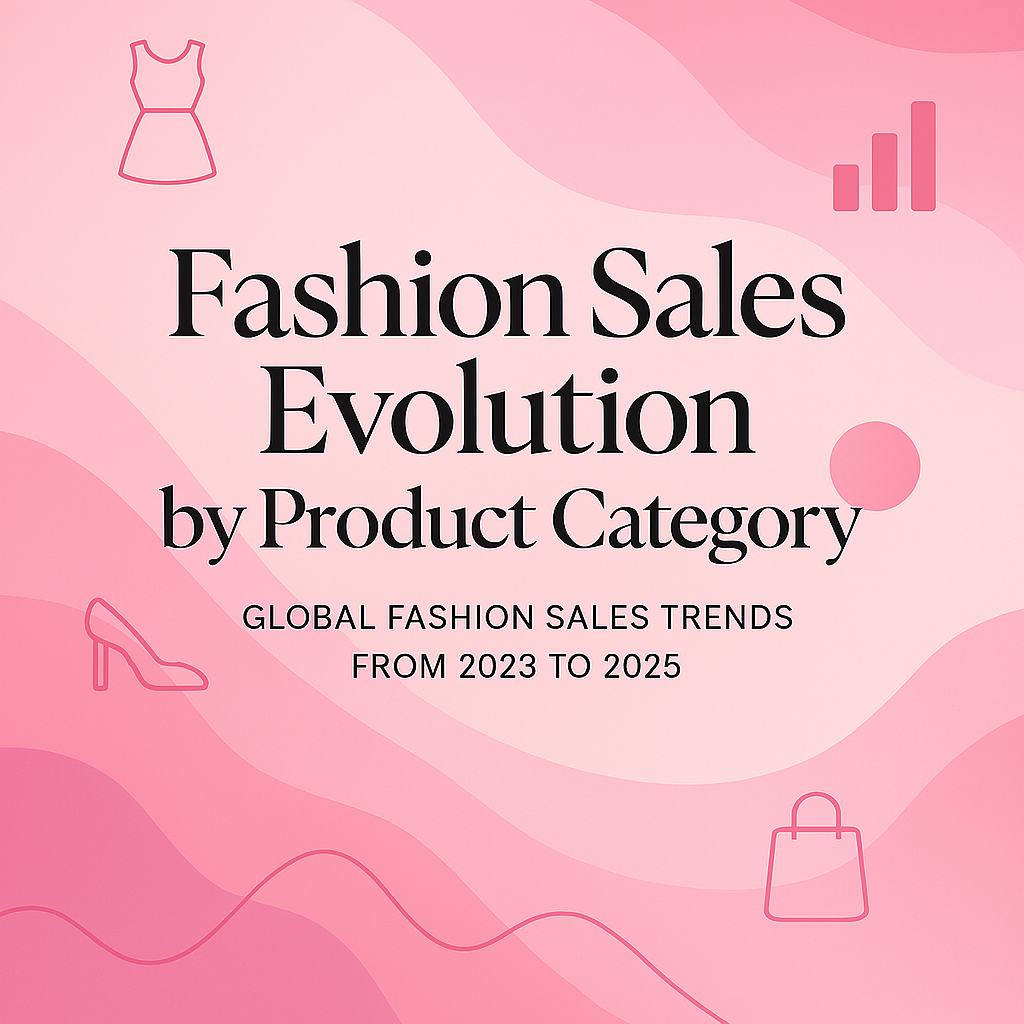 Fashion Sales
Evolution
by Product Category
GLOBAL FASHION SALES TRENDS
FROM 2023 TO 2025